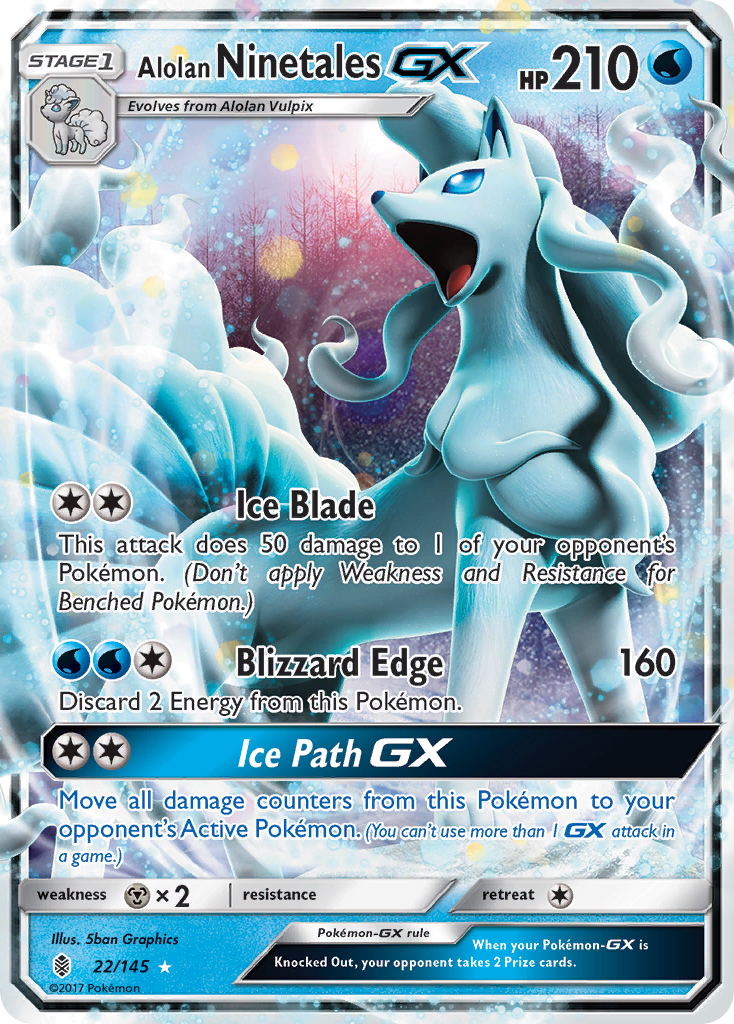 STAGE 1
Alolan Ninetales GX
HP 210
Evolves from Alolan Vulpix
Ice Blade
This attack does 50 damage to 1 of your opponent's
Pokémon. (Don't apply Weakness and Resistance for
Benched Pokémon.)
Blizzard Edge 160
Discard 2 Energy from this Pokémon.
Ice Path GX
Move all damage counters from this Pokémon to your
opponent's Active Pokémon. (You can't use more than 1 GX attack in
a game.)
weakness ×2 resistance retreat
Illus. 5ban Graphics
22/145
©2017 Pokémon
Pokémon-GX rule
When your Pokémon-GX is
Knocked Out, your opponent takes 2 Prize cards.